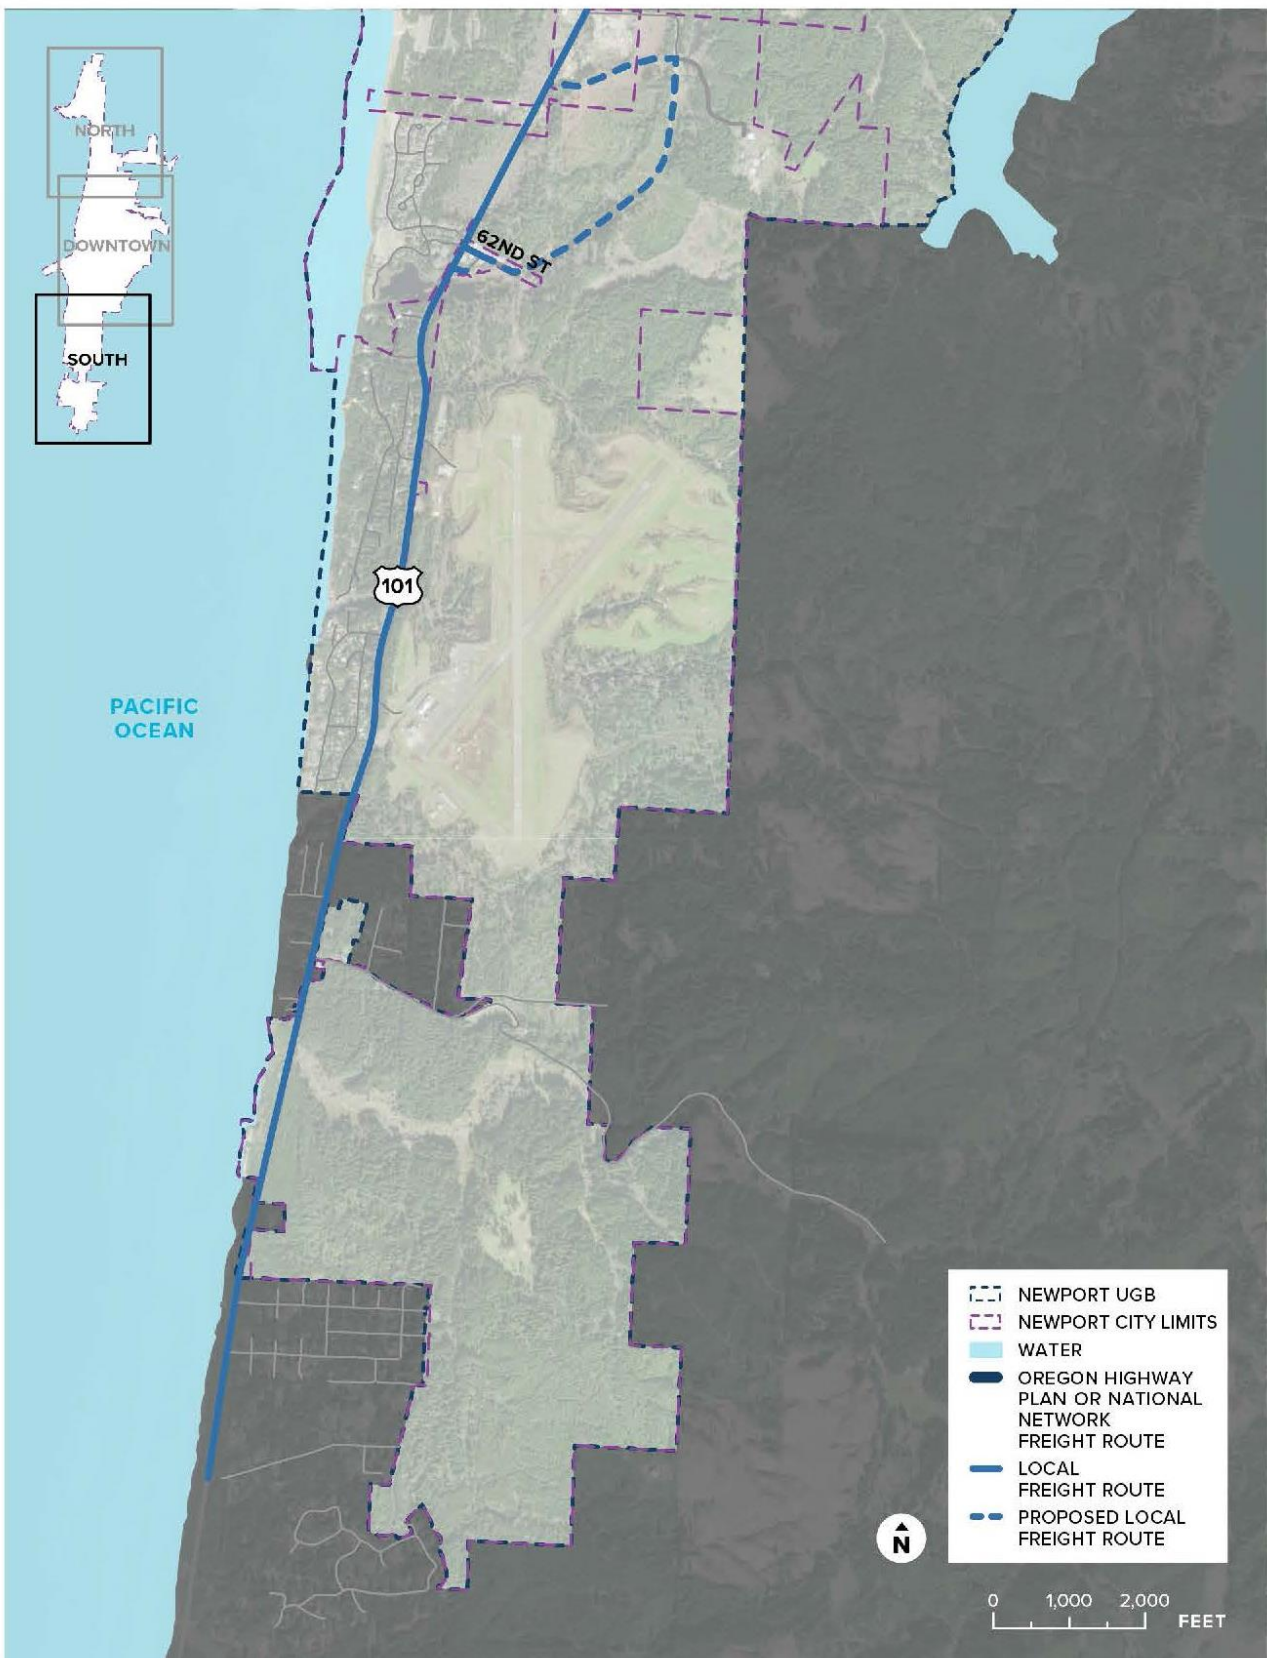 NORTH
DOWNTOWN
SOUTH
62ND ST
101
PACIFIC
OCEAN
NEWPORT UGB
NEWPORT CITY LIMITS
WATER
OREGON HIGHWAY
PLAN OR NATIONAL
NETWORK
FREIGHT ROUTE
LOCAL
FREIGHT ROUTE
PROPOSED LOCAL
FREIGHT ROUTE
N
0 1,000 2,000
FEET